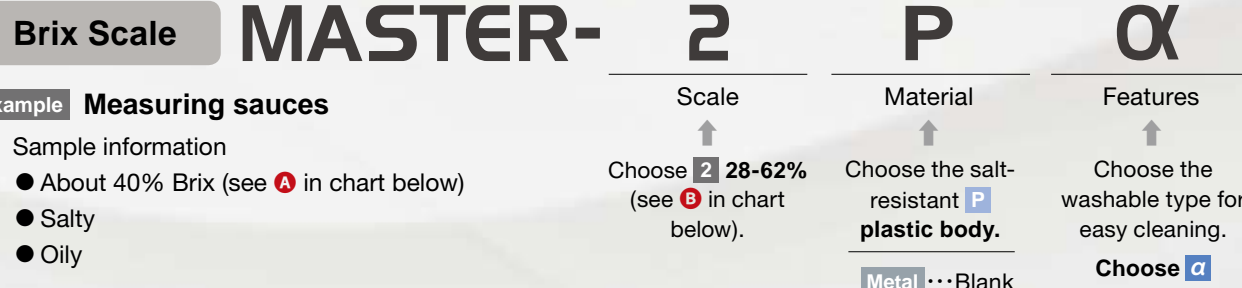 Brix Scale MASTER- 2 P α
Example Measuring sauces
Sample information
● About 40% Brix (see A in chart below)
● Salty
● Oily
Scale
Choose 2 28-62%
(see B in chart
below).
Material
Choose the salt-
resistant P
plastic body.
Metal ···Blank
Features
Choose the
washable type for
easy cleaning.
Choose α